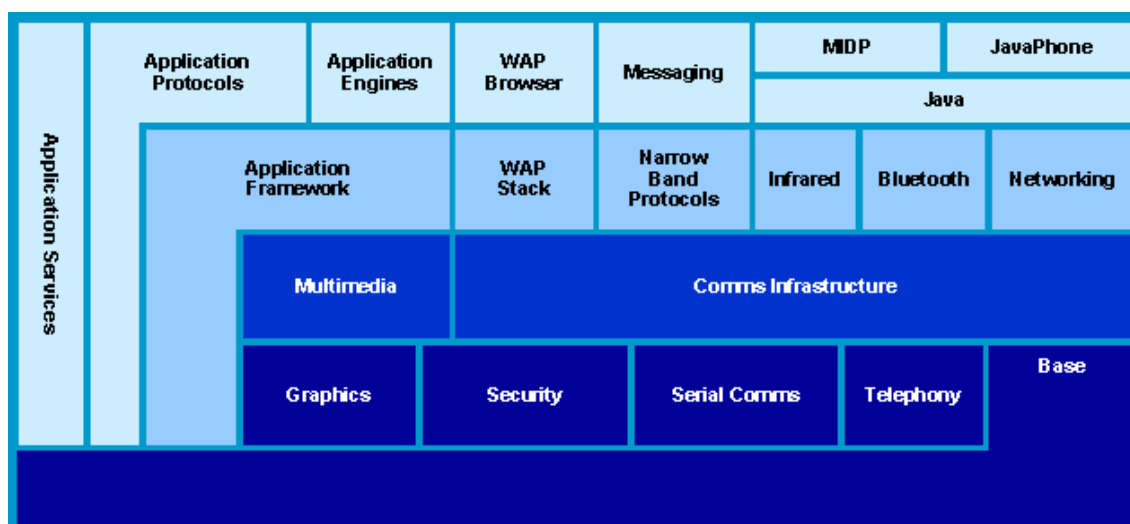 Application Services
Application
Protocols
Application
Engines
WAP
Browser
Messaging
MIDP
JavaPhone
Java
Application
Framework
WAP
Stack
Narrow
Band
Protocols
Infrared
Bluetooth
Networking
Multimedia
Comms Infrastructure
Graphics
Security
Serial Comms
Telephony
Base